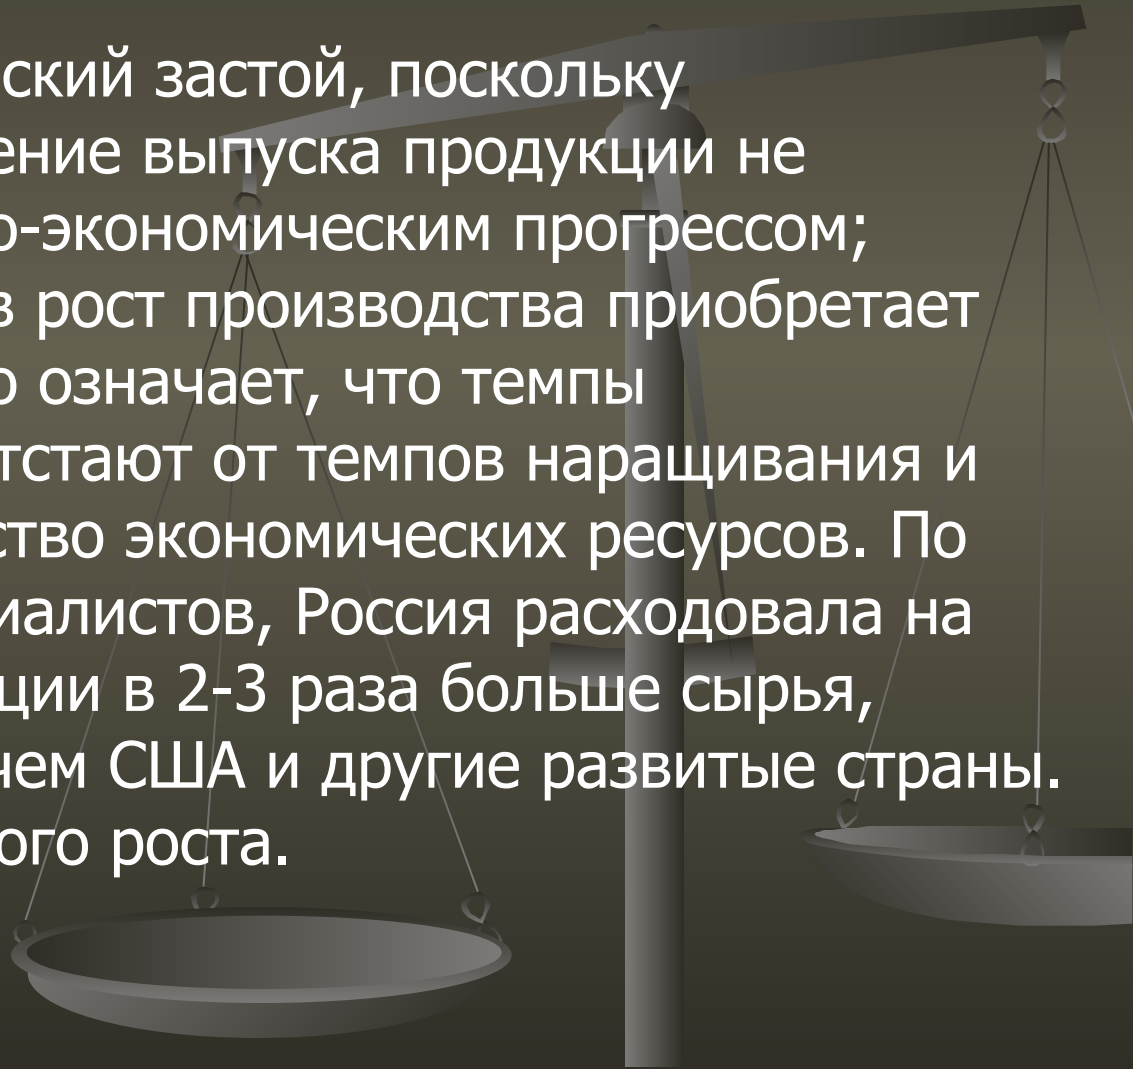 ский застой, поскольку
ение выпуска продукции не
о-экономическим прогрессом;
в рост производства приобретает
о означает, что темпы
тстают от темпов наращивания и
ство экономических ресурсов. По
иалистов, Россия расходовала на
ции в 2-3 раза больше сырья,
чем США и другие развитые страны.
ого роста.